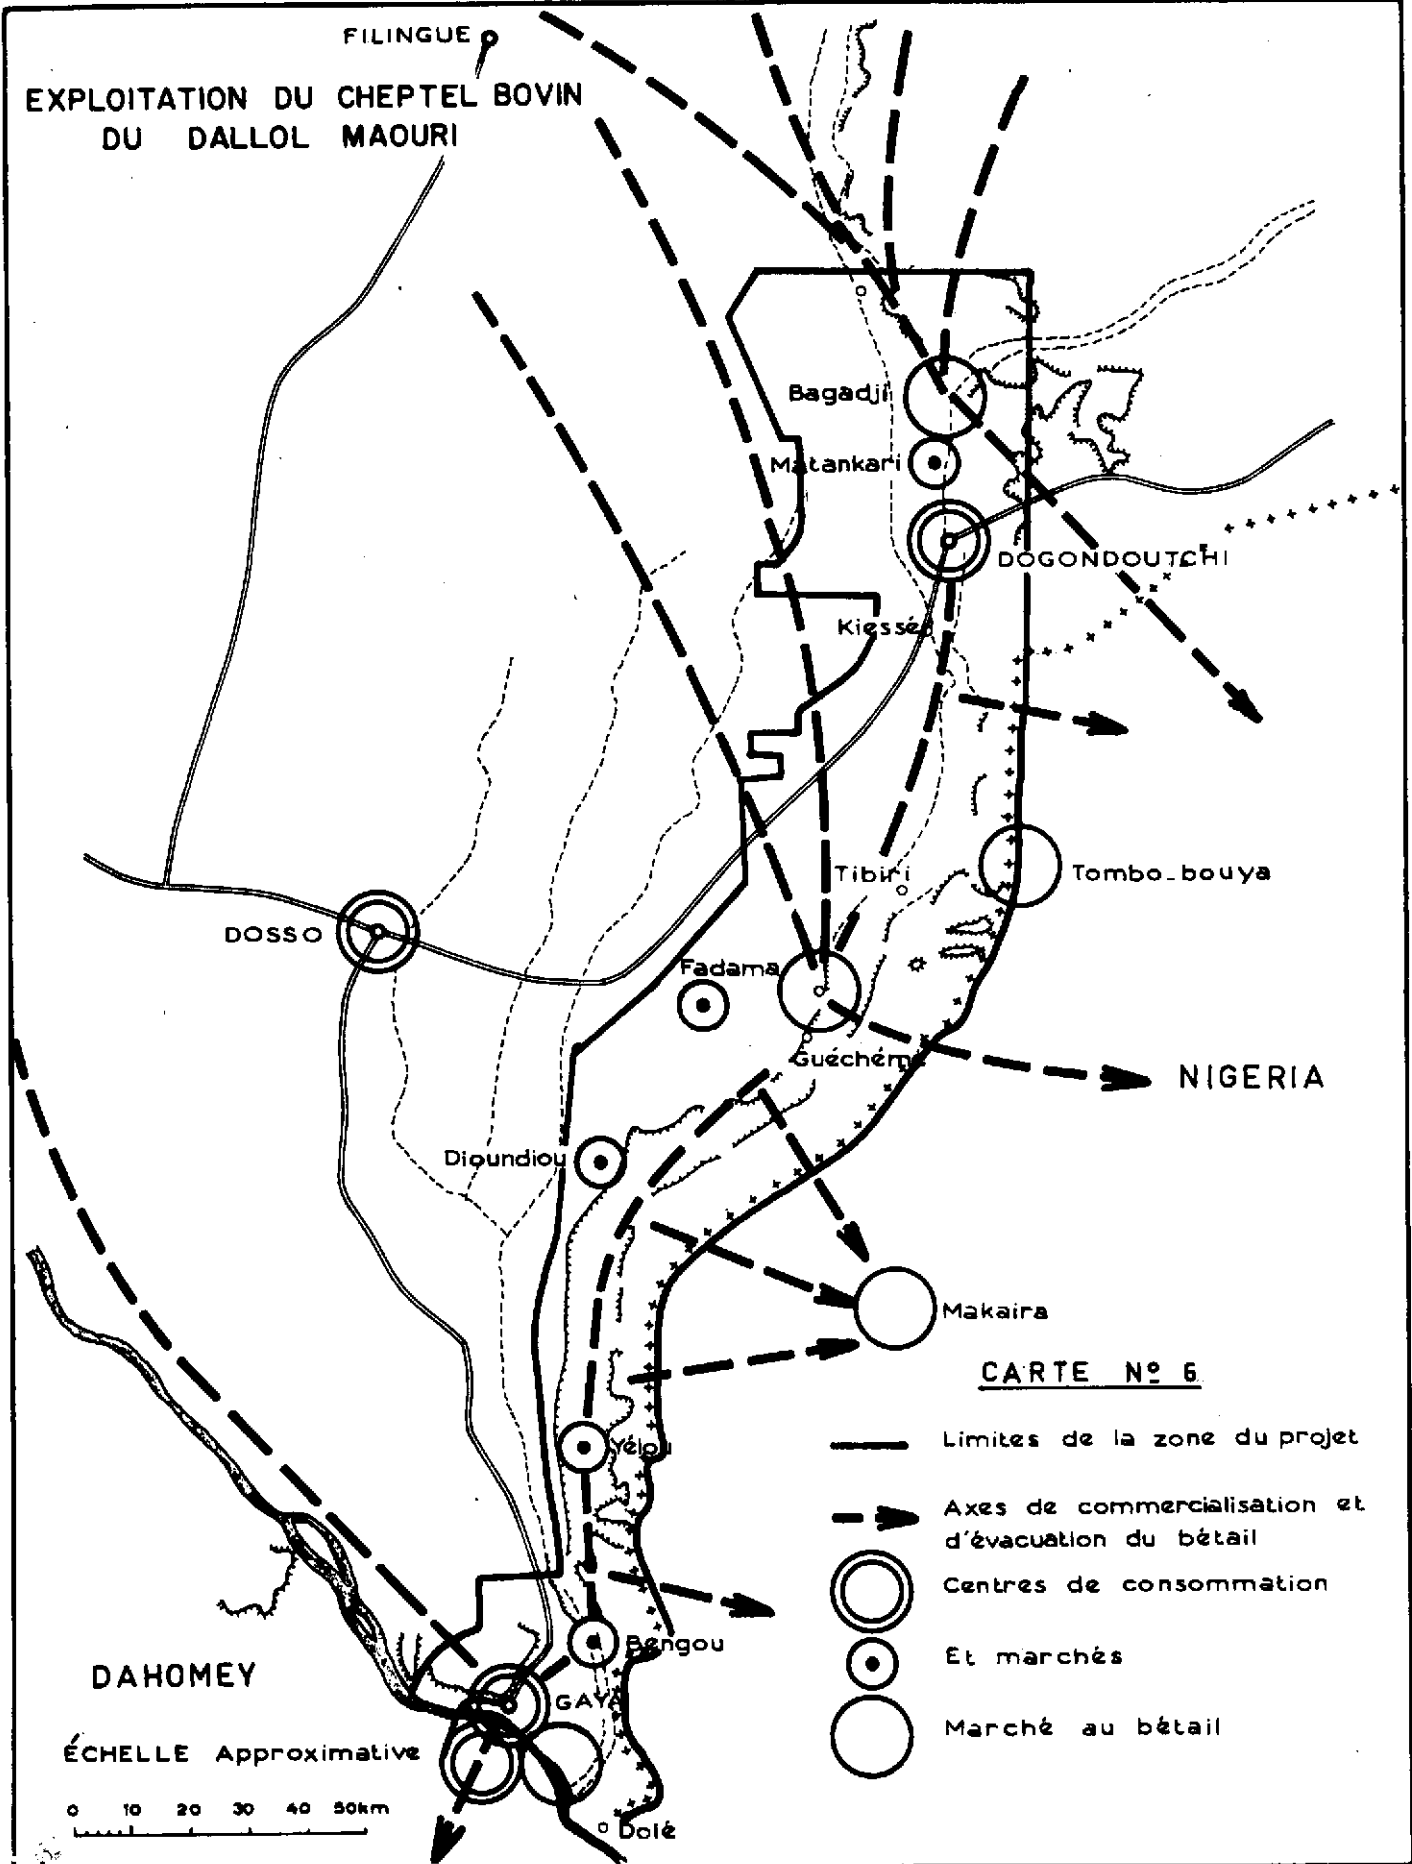 FILINGUE
EXPLOITATION DU CHEPTEL BOVIN
DU DALLOL MAOURI
Bagadji
Matankari
DOGONDOUTCHI
Kiessé
Tibiri
Tombo_bouya
DOSSO
Fadama
Guéchémé
NIGERIA
Dioundiou
Makaira
CARTE Nº 6
Limites de la zone du projet
Yélou
Axes de commercialisation et
d'évacuation du bétail
Centres de consommation
Bengou
Et marchés
DAHOMEY
GAYA
Marché au bétail
ÉCHELLE Approximative
0 10 20 30 40 50km
Dolé